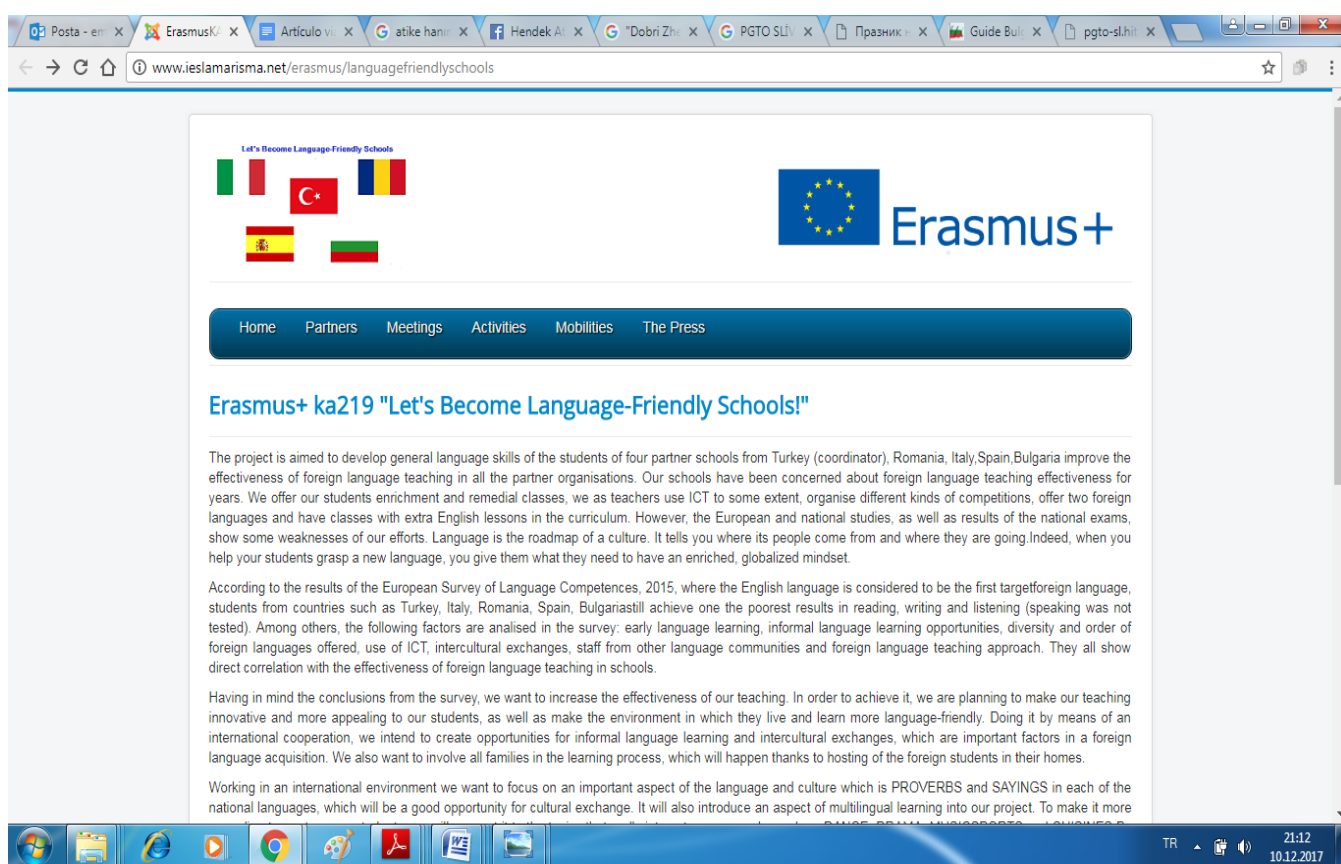 Posta - em
ErasmusKA
Artículo vi
atike hanım
Hendek At
"Dobri Zhe
PGTO SLİV
Празник н
Guide Bulg
pgto-sl.hit
www.ieslamarisma.net/erasmus/languagefriendlyschools
Let's Become Language-Friendly Schools
Erasmus+
Home Partners Meetings Activities Mobilities The Press
Erasmus+ ka219 "Let's Become Language-Friendly Schools!"
The project is aimed to develop general language skills of the students of four partner schools from Turkey (coordinator), Romania, Italy,Spain,Bulgaria improve the
effectiveness of foreign language teaching in all the partner organisations. Our schools have been concerned about foreign language teaching effectiveness for
years. We offer our students enrichment and remedial classes, we as teachers use ICT to some extent, organise different kinds of competitions, offer two foreign
languages and have classes with extra English lessons in the curriculum. However, the European and national studies, as well as results of the national exams,
show some weaknesses of our efforts. Language is the roadmap of a culture. It tells you where its people come from and where they are going.Indeed, when you
help your students grasp a new language, you give them what they need to have an enriched, globalized mindset.
According to the results of the European Survey of Language Competences, 2015, where the English language is considered to be the first targetforeign language,
students from countries such as Turkey, Italy, Romania, Spain, Bulgariastill achieve one the poorest results in reading, writing and listening (speaking was not
tested). Among others, the following factors are analised in the survey: early language learning, informal language learning opportunities, diversity and order of
foreign languages offered, use of ICT, intercultural exchanges, staff from other language communities and foreign language teaching approach. They all show
direct correlation with the effectiveness of foreign language teaching in schools.
Having in mind the conclusions from the survey, we want to increase the effectiveness of our teaching. In order to achieve it, we are planning to make our teaching
innovative and more appealing to our students, as well as make the environment in which they live and learn more language-friendly. Doing it by means of an
international cooperation, we intend to create opportunities for informal language learning and intercultural exchanges, which are important factors in a foreign
language acquisition. We also want to involve all families in the learning process, which will happen thanks to hosting of the foreign students in their homes.
Working in an international environment we want to focus on an important aspect of the language and culture which is PROVERBS and SAYINGS in each of the
national languages, which will be a good opportunity for cultural exchange. It will also introduce an aspect of multilingual learning into our project. To make it more
TR
21:12
10.12.2017